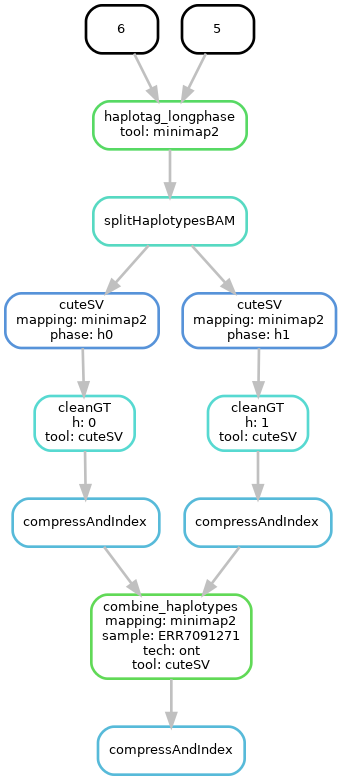 6
5
haplotag_longphase
tool: minimap2
splitHaplotypesBAM
cuteSV
mapping: minimap2
phase: h0
cuteSV
mapping: minimap2
phase: h1
cleanGT
h: 0
tool: cuteSV
cleanGT
h: 1
tool: cuteSV
compressAndIndex
compressAndIndex
combine_haplotypes
mapping: minimap2
sample: ERR7091271
tech: ont
tool: cuteSV
compressAndIndex